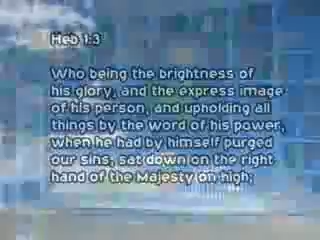 Heb 1:3
Who being the brightness of
his glory, and the express image
of his person, and upholding all
things by the word of his power,
when he had by himself purged
our sins, sat down on the right
hand of the Majesty on high;